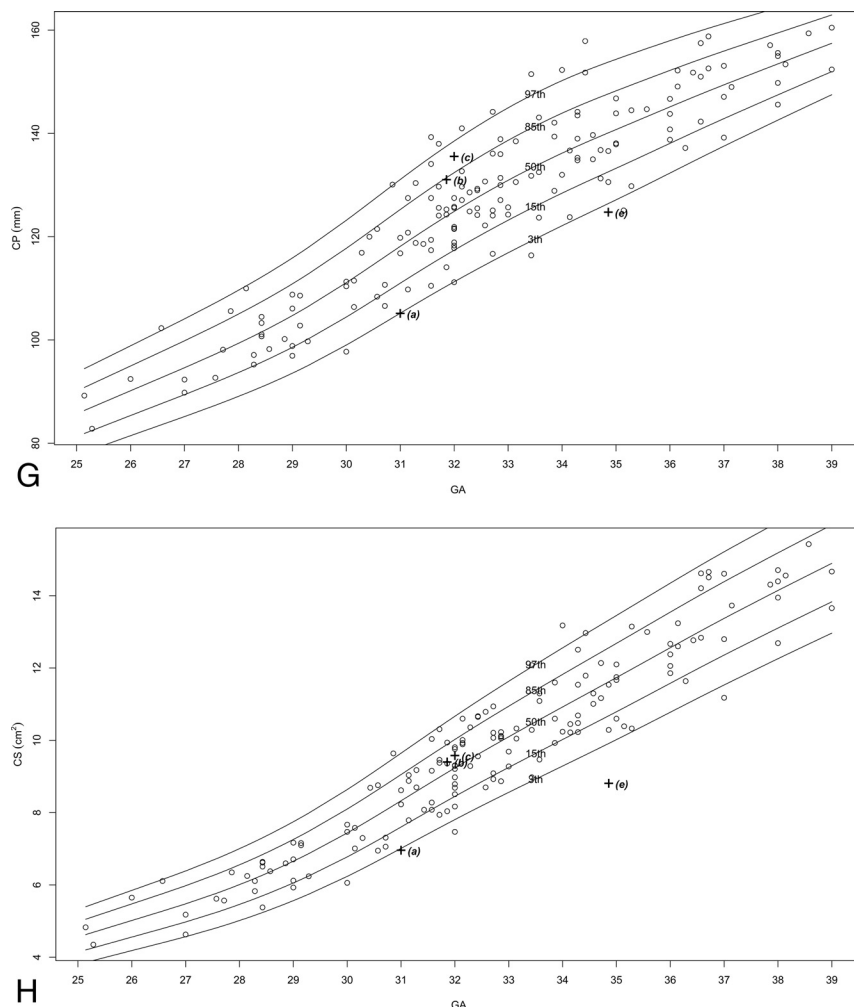 160
140
120
100
80
CP (mm)
97th
85th
50th
15th
3th
(c)
(b)
(e)
(a)
25 26 27 28 29 30 31 32 33 34 35 36 37 38 39
GA
G
14
12
10
8
6
4
CS (cm²)
97th
85th
50th
15th
3th
(c)
(b)
(e)
(a)
25 26 27 28 29 30 31 32 33 34 35 36 37 38 39
GA
H